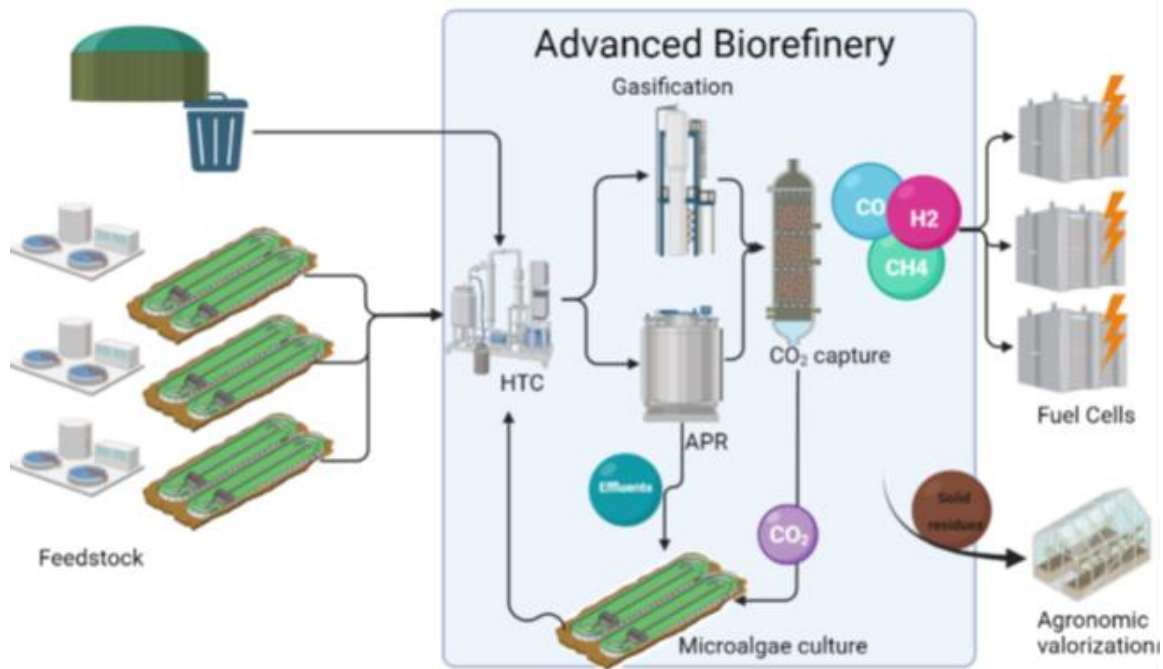 Advanced Biorefinery
Gasification
CO
H2
CH4
HTC
CO₂ capture
APR
Fuel Cells
Effluents
CO₂
Solid
residues
Feedstock
Microalgae culture
Agronomic
valorization